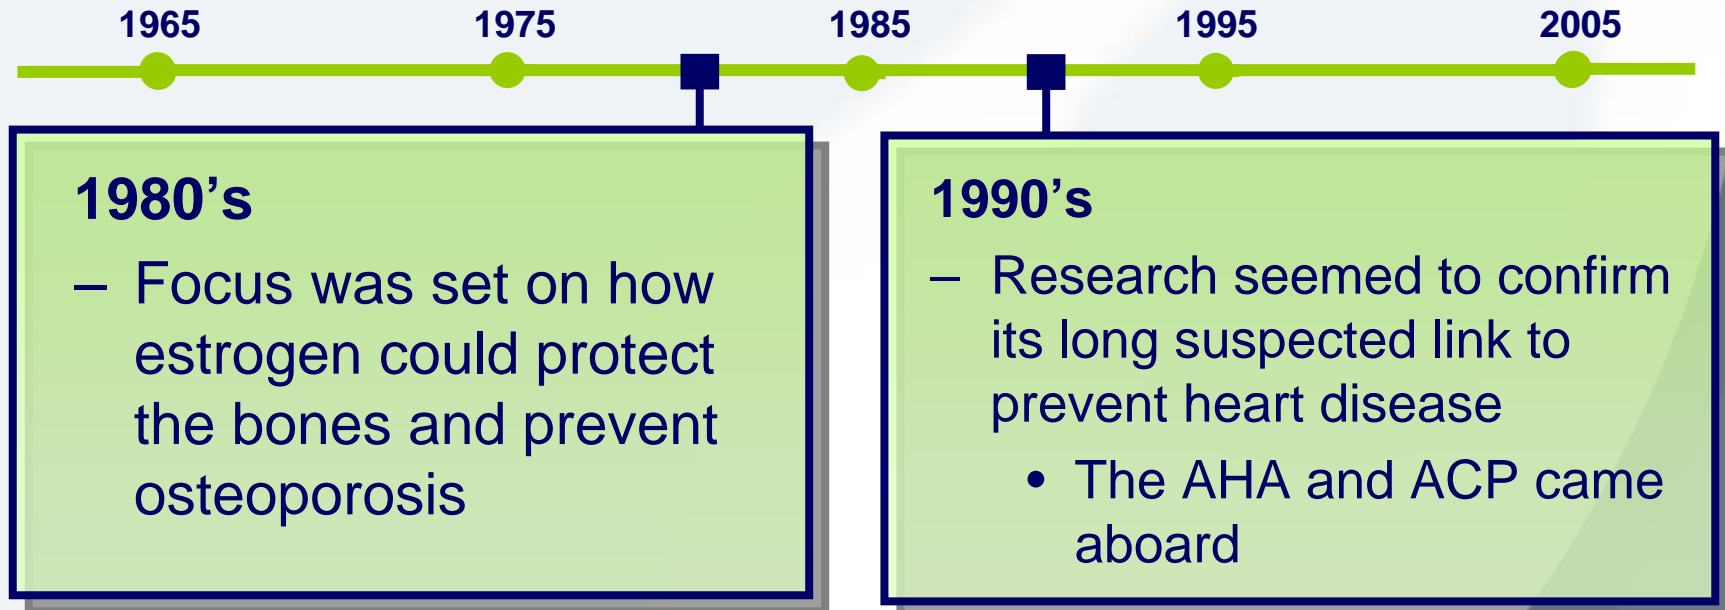 1965 1975 1985 1995 2005
1980’s
– Focus was set on how
estrogen could protect
the bones and prevent
osteoporosis
1990’s
– Research seemed to confirm
its long suspected link to
prevent heart disease
• The AHA and ACP came
aboard